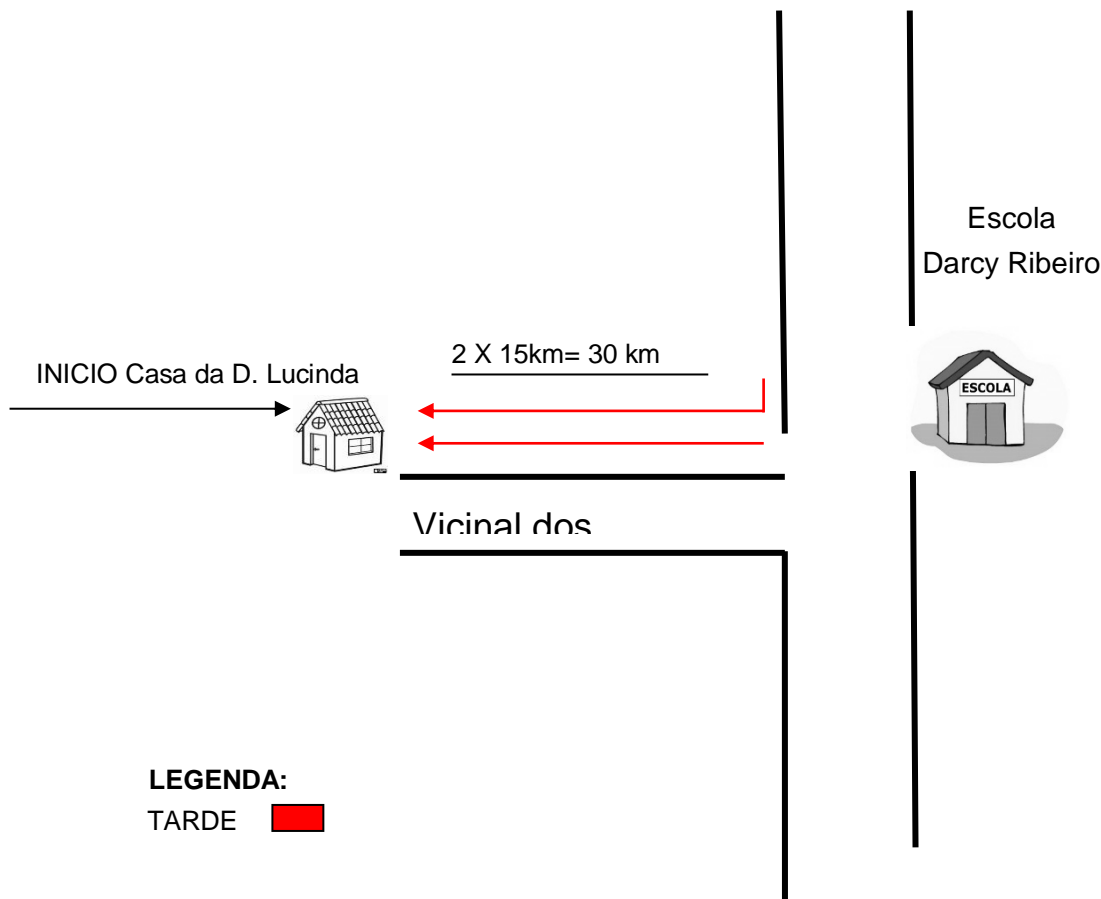 Escola
Darcy Ribeiro
2 X 15km= 30 km
INICIO Casa da D. Lucinda
ESCOLA
Vicinal dos
LEGENDA:
TARDE